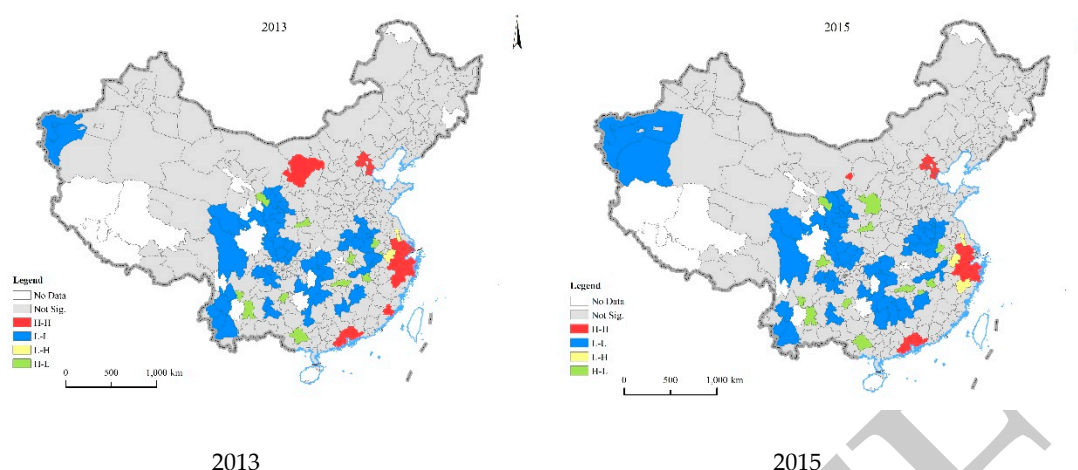 2013
Legend
No Data
Not Sig.
H-H
L-L
L-H
H-L
0 500 1,000 km
2015
Legend
No Data
Not Sig.
H-H
L-L
L-H
H-L
0 500 1,000 km
2013
2015